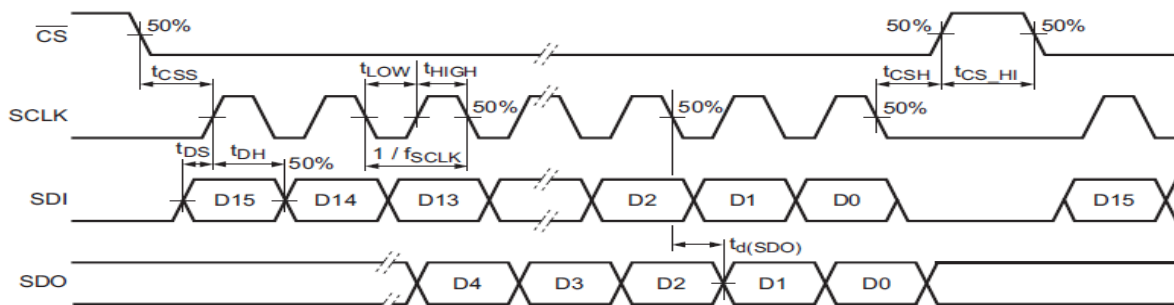 CS 50% 50% 50%
tCSS tLOW tHIGH tCSH tCS_HI
SCLK 50% 50% 50%
tDS tDH 50% 1 / fSCLK
SDI D15 D14 D13 D2 D1 D0 D15
td(SDO)
SDO D4 D3 D2 D1 D0